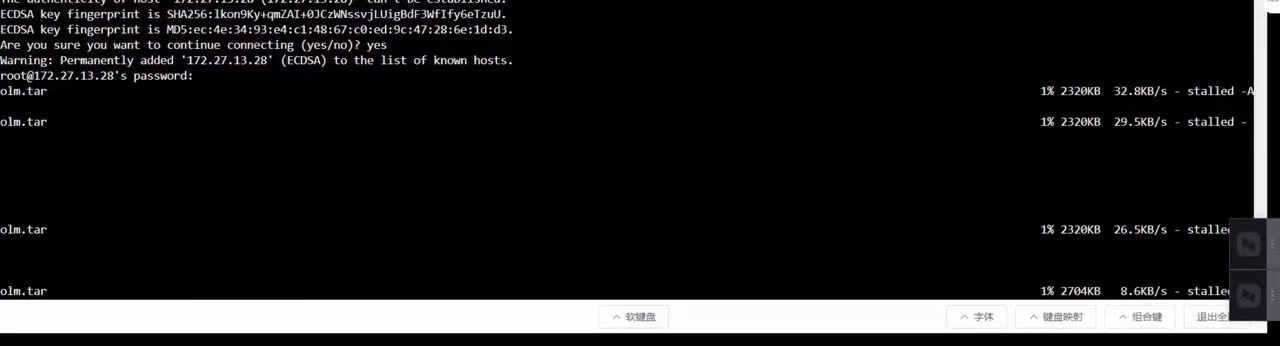 The authenticity of host '172.27.13.28 (172.27.13.28)' can't be established.
ECDSA key fingerprint is SHA256:lkon9Ky+qmZAI+0JCzWNssvjLUigBdF3WfIfy6eTzuU.
ECDSA key fingerprint is MD5:ec:4e:34:93:e4:c1:48:67:c0:ed:9c:47:28:6e:1d:d3.
Are you sure you want to continue connecting (yes/no)? yes
Warning: Permanently added '172.27.13.28' (ECDSA) to the list of known hosts.
root@172.27.13.28's password:
olm.tar 1% 2320KB 32.8KB/s - stalled -A
olm.tar 1% 2320KB 29.5KB/s - stalled -
olm.tar 1% 2320KB 26.5KB/s - stalled
olm.tar 1% 2704KB 8.6KB/s - stalled
软键盘 字体 键盘映射 组合键 退出全